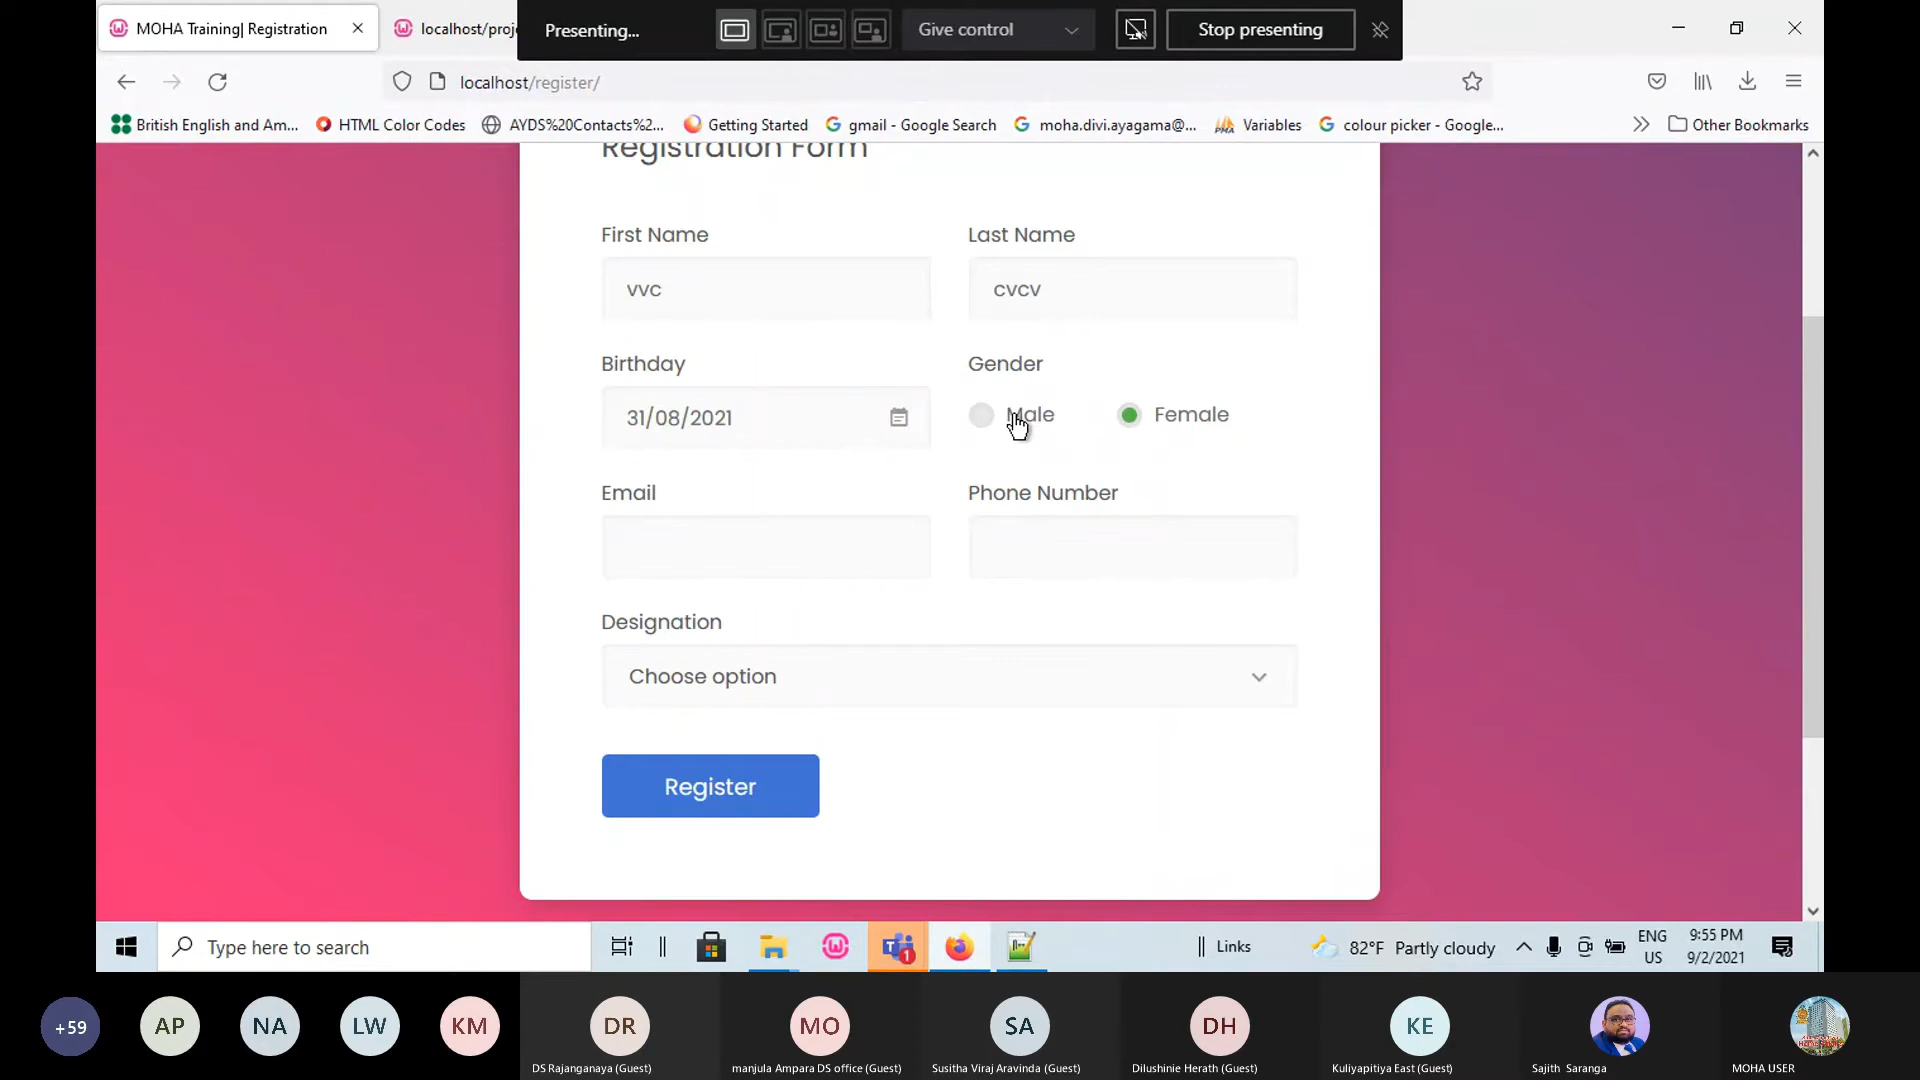 MOHA Training| Registration
localhost/proj
Presenting...
Give control
Stop presenting
localhost/register/
British English and Am...
HTML Color Codes
AYDS%20Contacts%2...
Getting Started
gmail - Google Search
moha.divi.ayagama@...
Variables
colour picker - Google...
Other Bookmarks
Registration Form
First Name
Last Name
vvc
cvcv
Birthday
Gender
31/08/2021
Male
Female
Email
Phone Number
Designation
Choose option
Register
Type here to search
Links
82°F Partly cloudy
ENG
US
9:55 PM
9/2/2021
+59
AP
NA
LW
KM
DR
MO
SA
DH
KE
DS Rajanganaya (Guest)
manjula Ampara DS office (Guest)
Susitha Viraj Aravinda (Guest)
Dilushinie Herath (Guest)
Kuliyapitiya East (Guest)
Sajith Saranga
MOHA USER